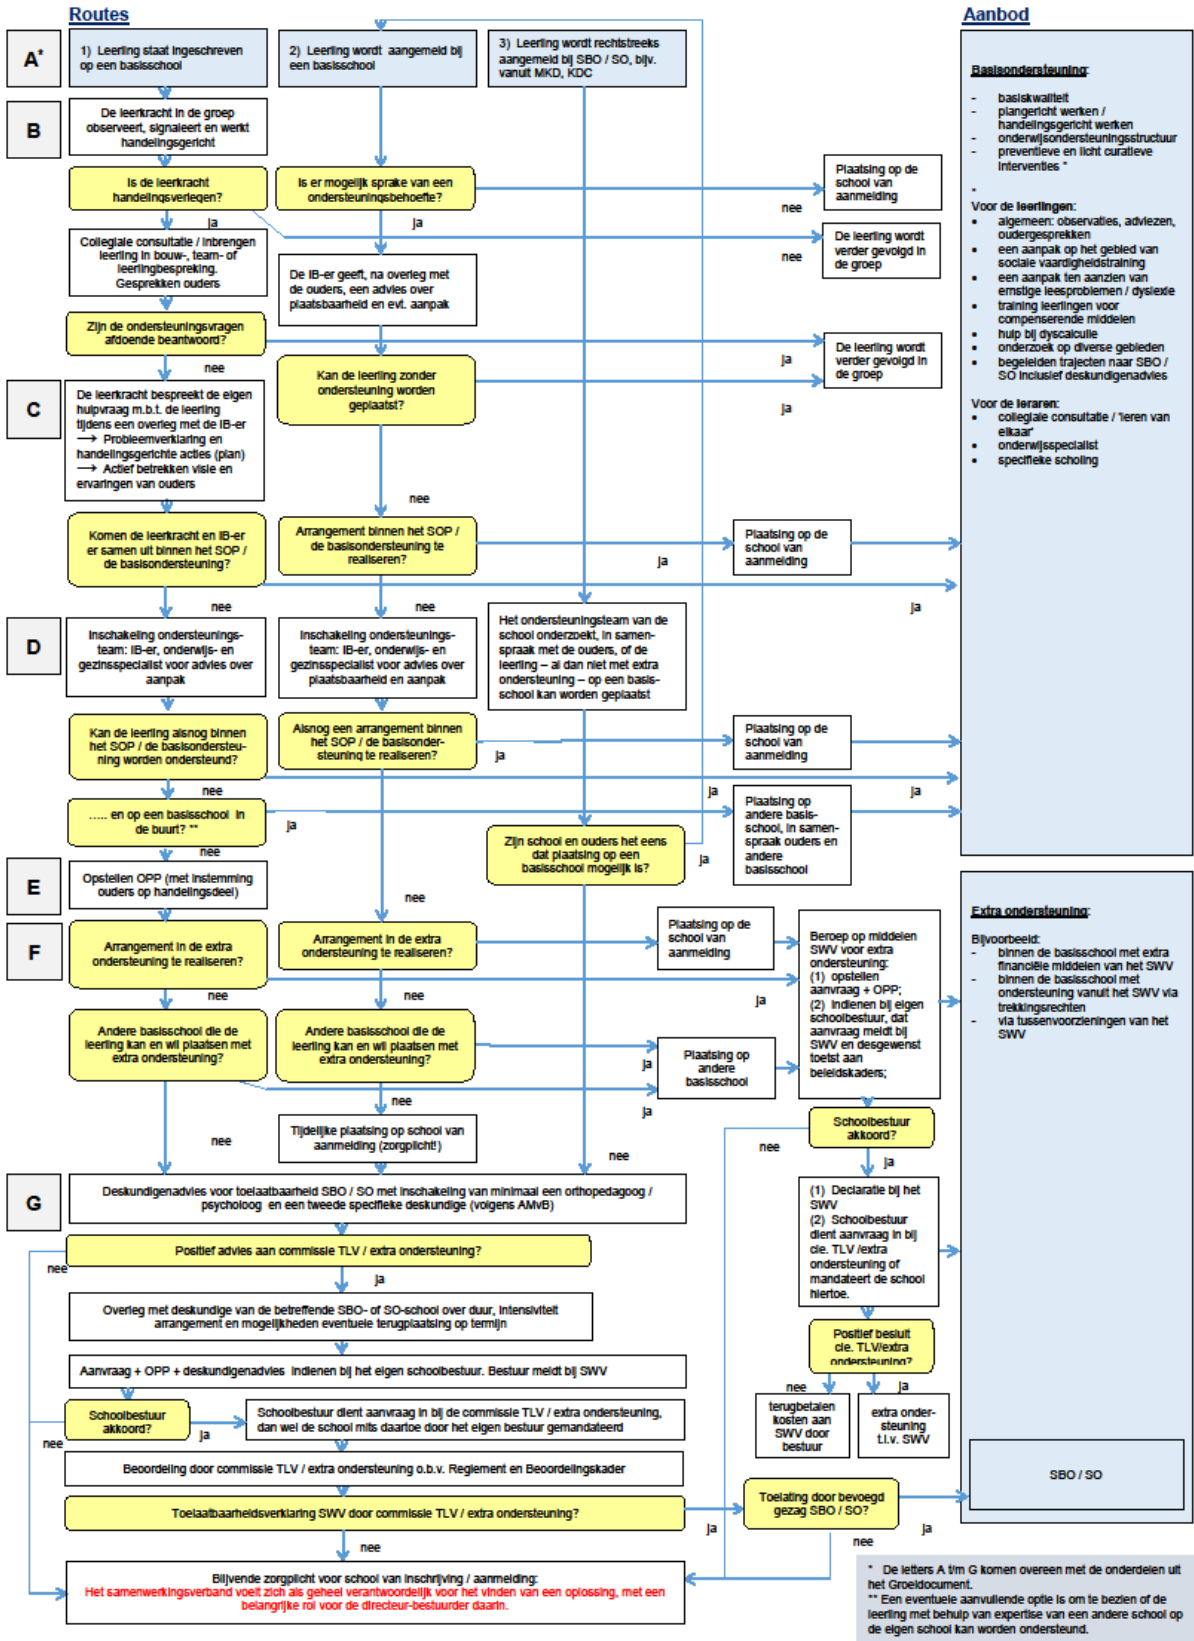 Routes
Aanbod
A*
1) Leerling staat ingeschreven
op een basisschool
2) Leerling wordt aangemeld bij
een basisschool
3) Leerling wordt rechtstreeks
aangemeld bij SBO / SO, bijv.
vanuit MKD, KDC
B
De leerkracht in de groep
observeert, signaleert en werkt
handelingsgericht
Is de leerkracht
handelingsverlegen?
Is er mogelijk sprake van een
ondersteuningsbehoefte?
Plaatsing op de
school van
aanmelding
nee
ja
ja
Collegiale consultatie / inbrengen
leerling in bouw-, team- of
leerlingbespreking.
Gesprekken ouders
De leerling wordt
verder gevolgd in
de groep
nee
De IB-er geeft, na overleg met
de ouders, een advies over
plaatsbaarheid en evt. aanpak
Zijn de ondersteuningsvragen
afdoende beantwoord?
De leerling wordt
verder gevolgd in
de groep
ja
nee
Kan de leerling zonder
ondersteuning worden
geplaatst?
ja
C
De leerkracht bespreekt de eigen
hulpvraag m.b.t. de leerling
tijdens een overleg met de IB-er
→ Probleemverklaring en
handelingsgerichte acties (plan)
→ Actief betrekken visie en
ervaringen van ouders
nee
Komen de leerkracht en IB-er
er samen uit binnen het SOP /
de basisondersteuning?
Arrangement binnen het SOP /
de basisondersteuning te
realiseren?
Plaatsing op de
school van
aanmelding
ja
ja
nee
nee
D
Inschakeling ondersteunings-
team: IB-er, onderwijs- en
gezinsspecialist voor advies over
aanpak
Inschakeling ondersteunings-
team: IB-er, onderwijs- en
gezinsspecialist voor advies over
plaatsbaarheid en aanpak
Het ondersteuningsteam van de
school onderzoekt, in samen-
spraak met de ouders, of de
leerling – al dan niet met extra
ondersteuning – op een basis-
school kan worden geplaatst
Kan de leerling alsnog binnen
het SOP / de basisondersteu-
ning worden ondersteund?
Alsnog een arrangement binnen
het SOP / de basisonder-
steuning te realiseren?
ja
Plaatsing op de
school van
aanmelding
nee
ja
ja
..... en op een basisschool in
de buurt? **
ja
Plaatsing op
andere basis-
school, in samen-
spraak ouders en
andere
basisschool
nee
Zijn school en ouders het eens
dat plaatsing op een
basisschool mogelijk is?
ja
E
Opstellen OPP (met instemming
ouders op handelingsdeel)
nee
F
Arrangement in de extra
ondersteuning te realiseren?
Arrangement in de extra
ondersteuning te realiseren?
Plaatsing op de
school van
aanmelding
Beroep op middelen
SWV voor extra
ondersteuning:
(1) opstellen
aanvraag + OPP;
(2) Indienen bij eigen
schoolbestuur, dat
aanvraag meldt bij
SWV en desgewenst
toetst aan
beleidskaders;
ja
nee
nee
Andere basisschool die de
leerling kan en wil plaatsen met
extra ondersteuning?
Andere basisschool die de
leerling kan en wil plaatsen met
extra ondersteuning?
ja
Plaatsing op
andere
basisschool
ja
nee
nee
Tijdelijke plaatsing op school van
aanmelding (zorgplicht!)
nee
Schoolbestuur
akkoord?
nee
ja
G
Deskundigenadvies voor toelaatbaarheid SBO / SO met inschakeling van minimaal een orthopedagoog /
psycholoog en een tweede specifieke deskundige (volgens AMvB)
(1) Declaratie bij het
SWV
(2) Schoolbestuur
dient aanvraag in bij
cie. TLV /extra
ondersteuning of
mandateert de school
hiertoe.
Positief advies aan commissie TLV / extra ondersteuning?
nee
ja
Overleg met deskundige van de betreffende SBO- of SO-school over duur, intensiviteit
arrangement en mogelijkheden eventuele terugplaatsing op termijn
Positief besluit
cie. TLV/extra
ondersteuning?
Aanvraag + OPP + deskundigenadvies indienen bij het eigen schoolbestuur. Bestuur meldt bij SWV
nee
ja
Schoolbestuur
akkoord?
ja
nee
Schoolbestuur dient aanvraag in bij de commissie TLV / extra ondersteuning,
dan wel de school mits daartoe door het eigen bestuur gemandateerd
terugbetalen
kosten aan
SWV door
bestuur
extra onder-
steuning
t.l.v. SWV
Beoordeling door commissie TLV / extra ondersteuning o.b.v. Reglement en Beoordelingskader
Toelaatbaarheidsverklaring SWV door commissie TLV / extra ondersteuning?
ja
Toelating door bevoegd
gezag SBO / SO?
ja
nee
nee
Blijvende zorgplicht voor school van inschrijving / aanmelding:
Het samenwerkingsverband voelt zich als geheel verantwoordelijk voor het vinden van een oplossing, met een
belangrijke rol voor de directeur-bestuurder daarin.
Basisondersteuning:
- basiskwaliteit
- plangericht werken /
handelingsgericht werken
- onderwijsondersteuningsstructuur
- preventieve en licht curatieve
interventies *
*
Voor de leerlingen:
• algemeen: observaties, adviezen,
oudergesprekken
• een aanpak op het gebied van
sociale vaardigheidstraining
• een aanpak ten aanzien van
ernstige leesproblemen / dyslexie
• training leerlingen voor
compenserende middelen
• hulp bij dyscalculie
• onderzoek op diverse gebieden
• begeleiden trajecten naar SBO /
SO inclusief deskundigenadvies
Voor de leraren:
• collegiale consultatie / 'leren van
elkaar'
• onderwijsspecialist
• specifieke scholing
Extra ondersteuning:
Bijvoorbeeld:
- binnen de basisschool met extra
financiële middelen van het SWV
- binnen de basisschool met
ondersteuning vanuit het SWV via
trekkingsrechten
- via tussenvoorzieningen van het
SWV
SBO / SO
* De letters A t/m G komen overeen met de onderdelen uit
het Groeidocument.
** Een eventuele aanvullende optie is om te bezien of de
leerling met behulp van expertise van een andere school op
de eigen school kan worden ondersteund.